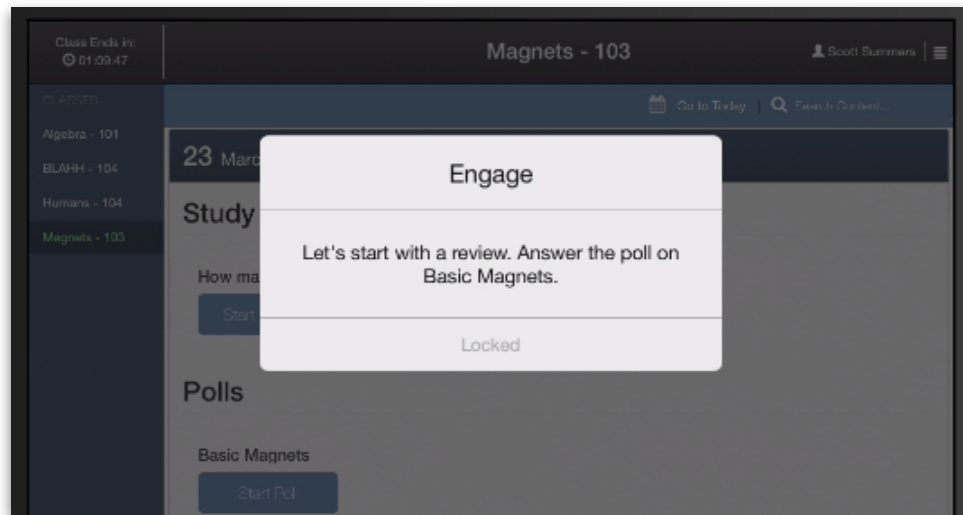 Class Ends in:
01:09:47
Magnets - 103
Scott Summers
CLASSES
Go to Today
Search Content...
Algebra - 101
BLAHH - 104
Humans - 104
Magnets - 103
23 Marc
Study
How ma
Start
Engage
Let's start with a review. Answer the poll on
Basic Magnets.
Locked
Polls
Basic Magnets
Start Poll